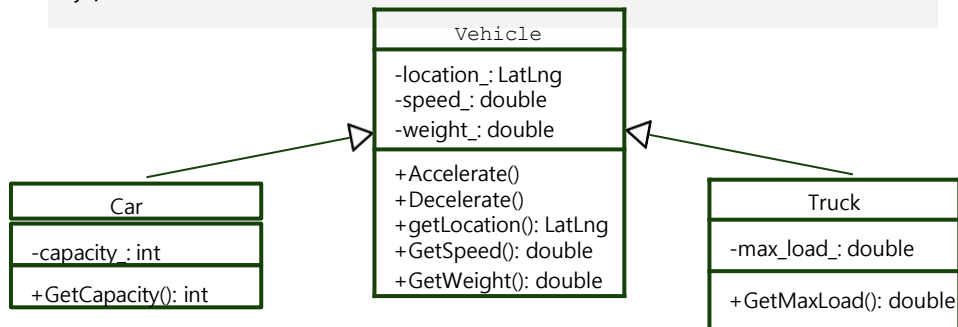 Vehicle
-location_: LatLng
-speed_: double
-weight_: double
+Accelerate()
+Decelerate()
+getLocation(): LatLng
+GetSpeed(): double
+GetWeight(): double
Car
-capacity_: int
+GetCapacity(): int
Truck
-max_load_: double
+GetMaxLoad(): double